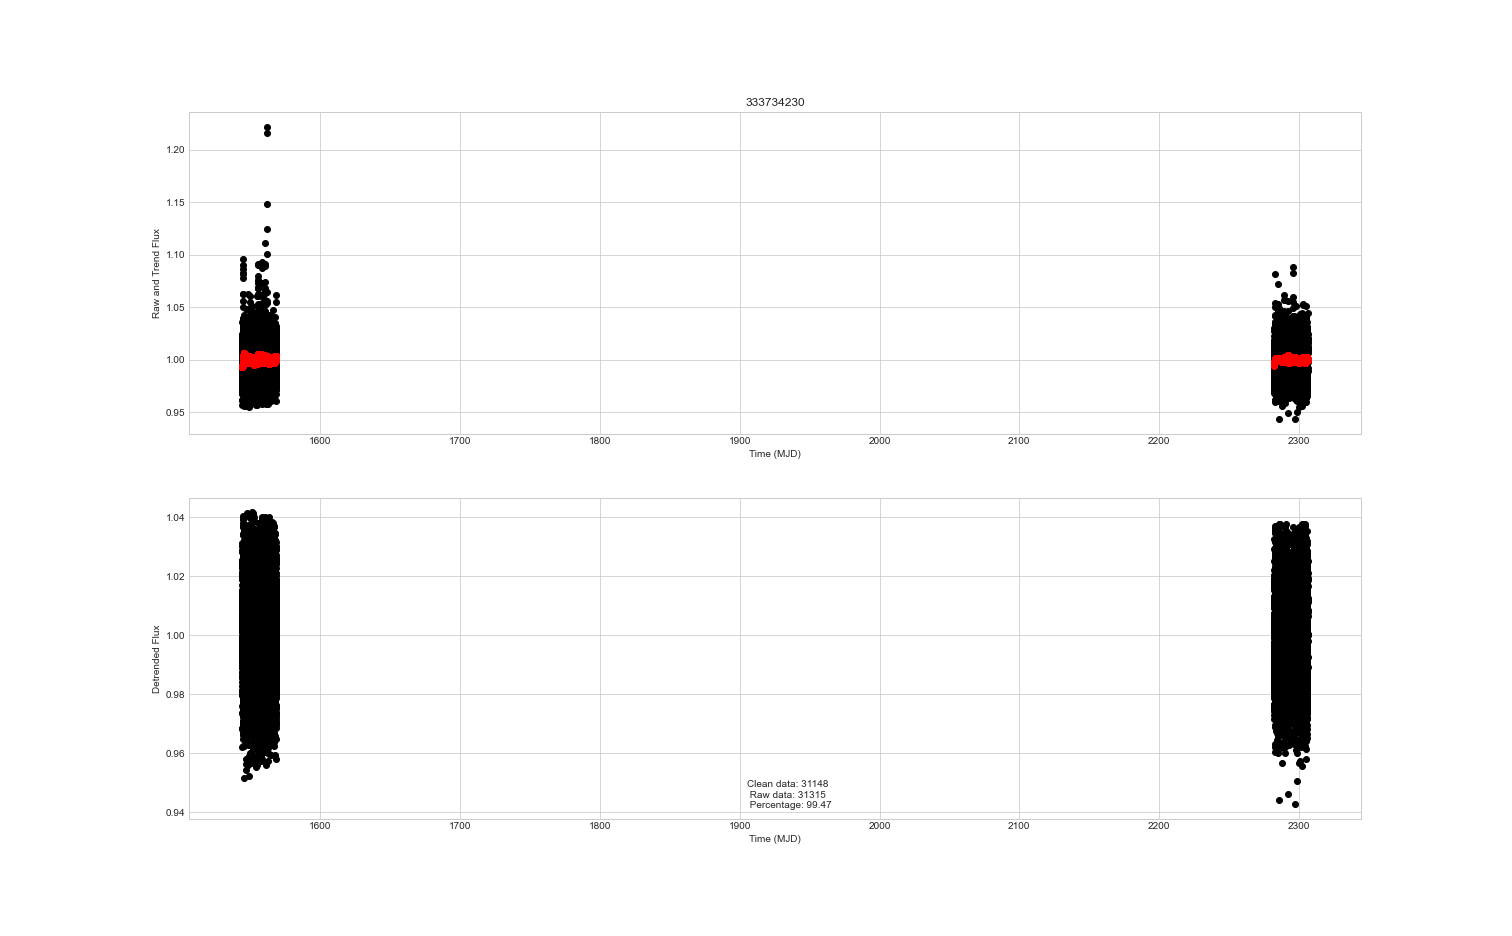 333734230
1.20
1.15
1.10
1.05
1.00
0.95
Raw and Trend Flux
1600 1700 1800 1900 2000 2100 2200 2300
Time (MJD)
1.04
1.02
1.00
0.98
0.96
0.94
Detrended Flux
Clean data: 31148
Raw data: 31315
Percentage: 99.47
1600 1700 1800 1900 2000 2100 2200 2300
Time (MJD)